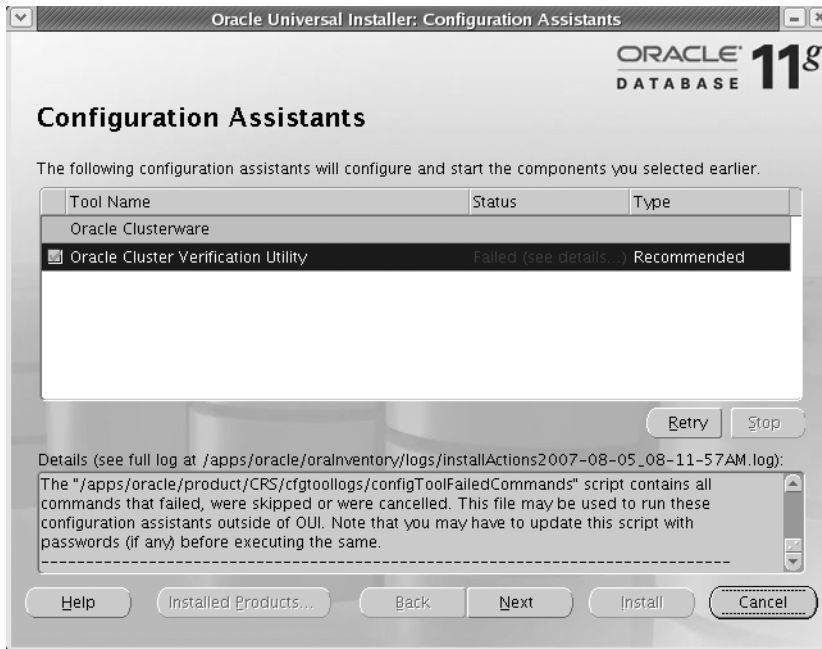 Oracle Universal Installer: Configuration Assistants
ORACLE 11g
DATABASE
Configuration Assistants
The following configuration assistants will configure and start the components you selected earlier.
Tool Name Status Type
Oracle Clusterware
Oracle Cluster Verification Utility Failed (see details...) Recommended
Retry Stop
Details (see full log at /apps/oracle/oraInventory/logs/installActions2007-08-05_08-11-57AM.log):
The "/apps/oracle/product/CRS/cfgtoollogs/configToolFailedCommands" script contains all
commands that failed, were skipped or were cancelled. This file may be used to run these
configuration assistants outside of OUI. Note that you may have to update this script with
passwords (if any) before executing the same.
--------------------------------------------------------------------------------
Help Installed Products... Back Next Install Cancel